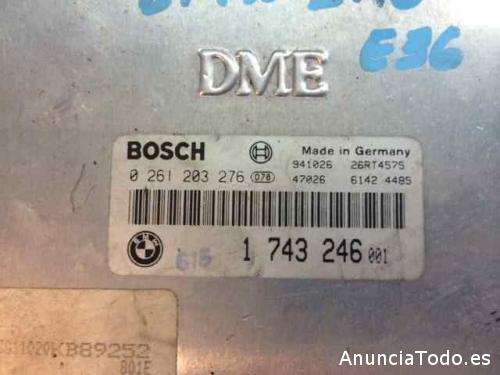 E36
DME
BOSCH
Made in Germany
0 261 203 276 078
941026 26RT4575
47026 6142 4485
BMW
615 1 743 246 001
KB89252
801E
AnunciaTodo.es